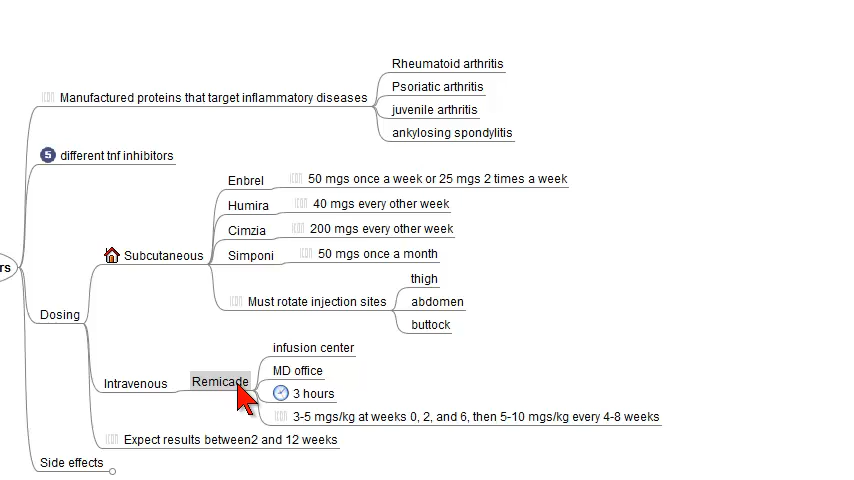 Rheumatoid arthritis
Psoriatic arthritis
juvenile arthritis
ankylosing spondylitis
Manufactured proteins that target inflammatory diseases
5 different tnf inhibitors
Enbrel
50 mgs once a week or 25 mgs 2 times a week
Humira
40 mgs every other week
Cimzia
200 mgs every other week
Simponi
50 mgs once a month
Subcutaneous
Must rotate injection sites
thigh
abdomen
buttock
rs
Dosing
Intravenous
Remicade
infusion center
MD office
3 hours
3-5 mgs/kg at weeks 0, 2, and 6, then 5-10 mgs/kg every 4-8 weeks
Expect results between2 and 12 weeks
Side effects